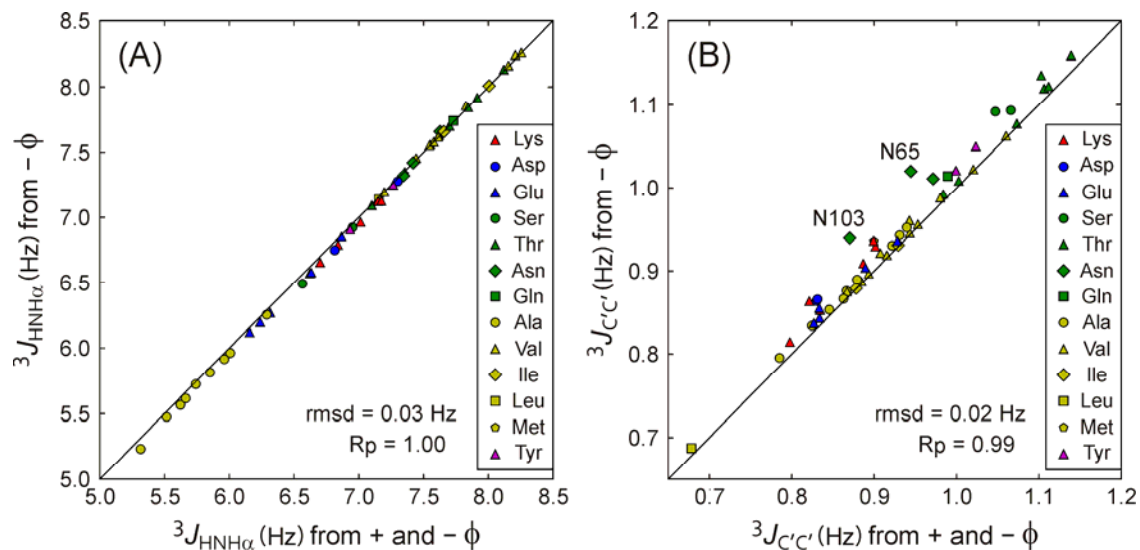 (A)
8.5
8.0
7.5
7.0
6.5
6.0
5.5
5.0
³J_HNHα (Hz) from − ϕ
Lys
Asp
Glu
Ser
Thr
Asn
Gln
Ala
Val
Ile
Leu
Met
Tyr
rmsd = 0.03 Hz
Rp = 1.00
5.0 5.5 6.0 6.5 7.0 7.5 8.0 8.5
³J_HNHα (Hz) from + and − ϕ
(B)
1.2
1.1
1.0
0.9
0.8
0.7
³J_C'C' (Hz) from − ϕ
N65
N103
Lys
Asp
Glu
Ser
Thr
Asn
Gln
Ala
Val
Ile
Leu
Met
Tyr
rmsd = 0.02 Hz
Rp = 0.99
0.7 0.8 0.9 1.0 1.1 1.2
³J_C'C' (Hz) from + and − ϕ